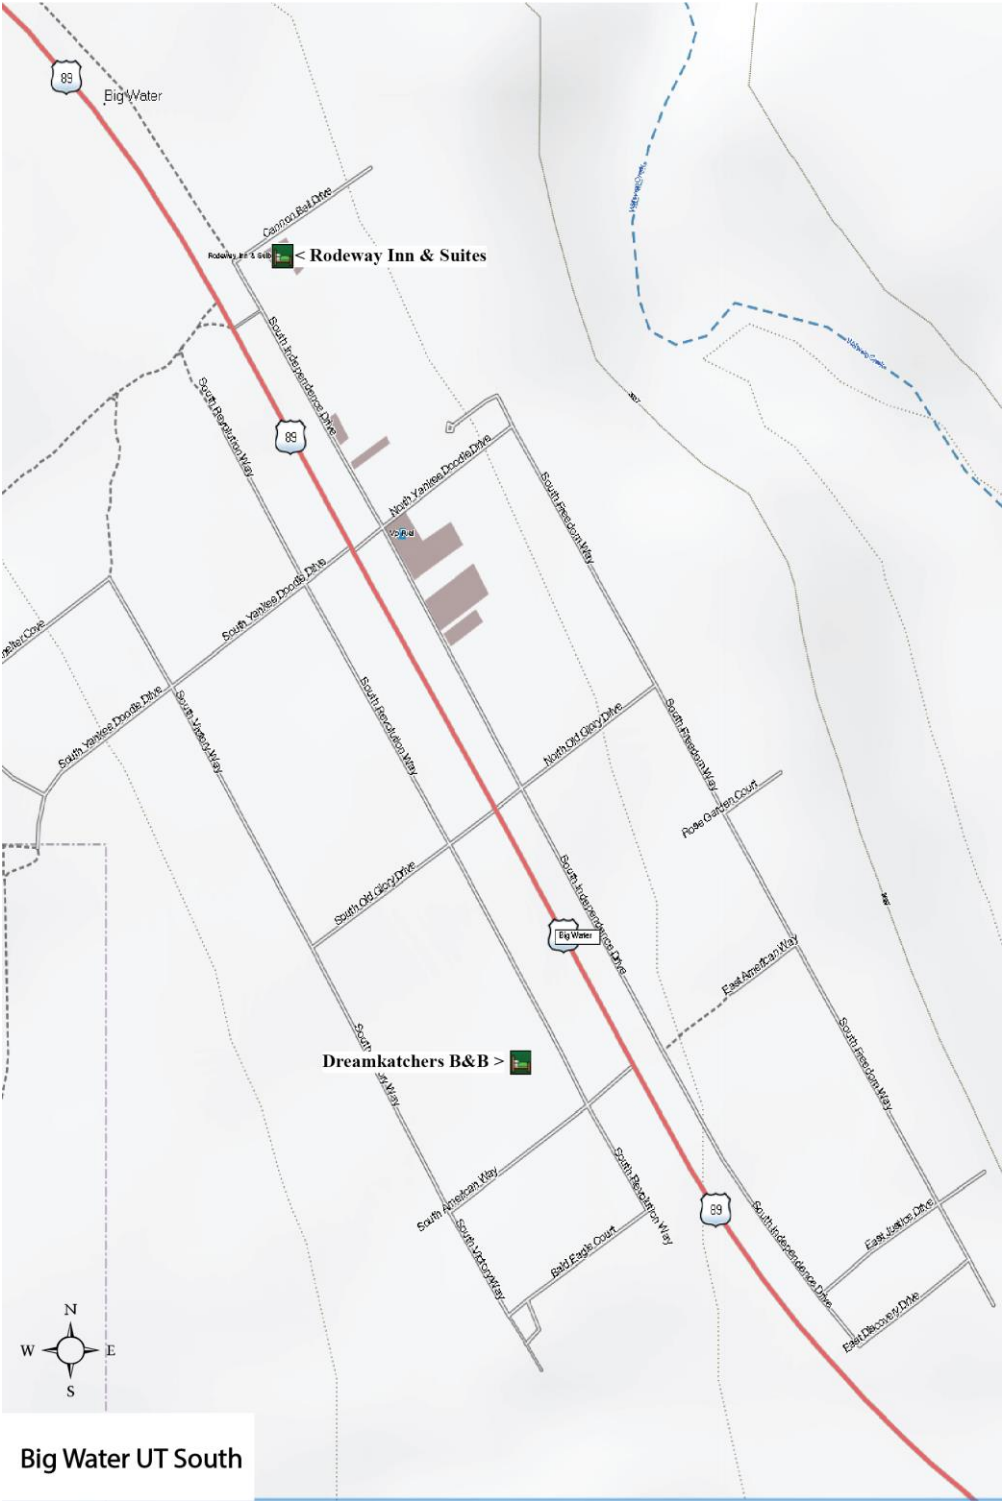 89
Big Water
Cannon Ball Drive
< Rodeway Inn & Suites
South Independence Drive
South Revolution Way
89
North Yankee Doodle Drive
South Freedom Way
South Yankee Doodle Drive
South Yankee Doodle Drive
South Victory Way
South Revolution Way
North Old Glory Drive
South Freedom Way
Rose Garden Court
South Old Glory Drive
South Independence Drive
Big Water
East American Way
South Freedom Way
Dreamkatchers B&B >
South American Way
South Revolution Way
South Victory Way
Bald Eagle Court
89
South Independence Drive
East Justice Drive
East Discovery Drive
N
W
E
S
Big Water UT South